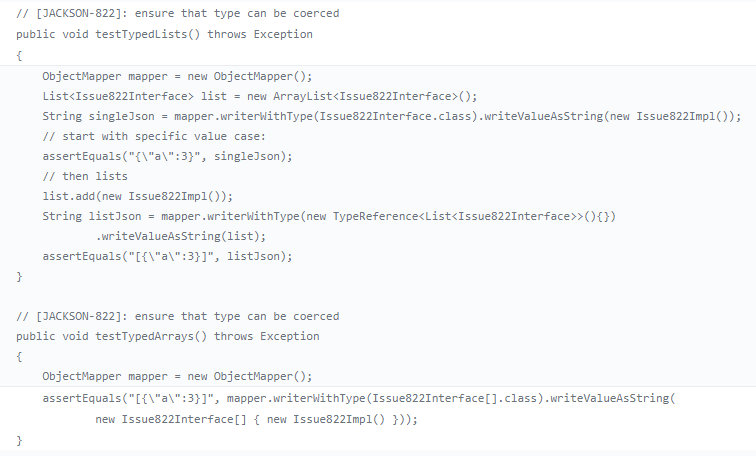 // [JACKSON-822]: ensure that type can be coerced
public void testTypedLists() throws Exception
{
    ObjectMapper mapper = new ObjectMapper();
    List<Issue822Interface> list = new ArrayList<Issue822Interface>();
    String singleJson = mapper.writerWithType(Issue822Interface.class).writeValueAsString(new Issue822Impl());
    // start with specific value case:
    assertEquals("{\"a\":3}", singleJson);
    // then lists
    list.add(new Issue822Impl());
    String listJson = mapper.writerWithType(new TypeReference<List<Issue822Interface>>(){})
            .writeValueAsString(list);
    assertEquals("[{\"a\":3}]", listJson);
}

// [JACKSON-822]: ensure that type can be coerced
public void testTypedArrays() throws Exception
{
    ObjectMapper mapper = new ObjectMapper();
    assertEquals("[{\"a\":3}]", mapper.writerWithType(Issue822Interface[].class).writeValueAsString(
            new Issue822Interface[] { new Issue822Impl() }));
}